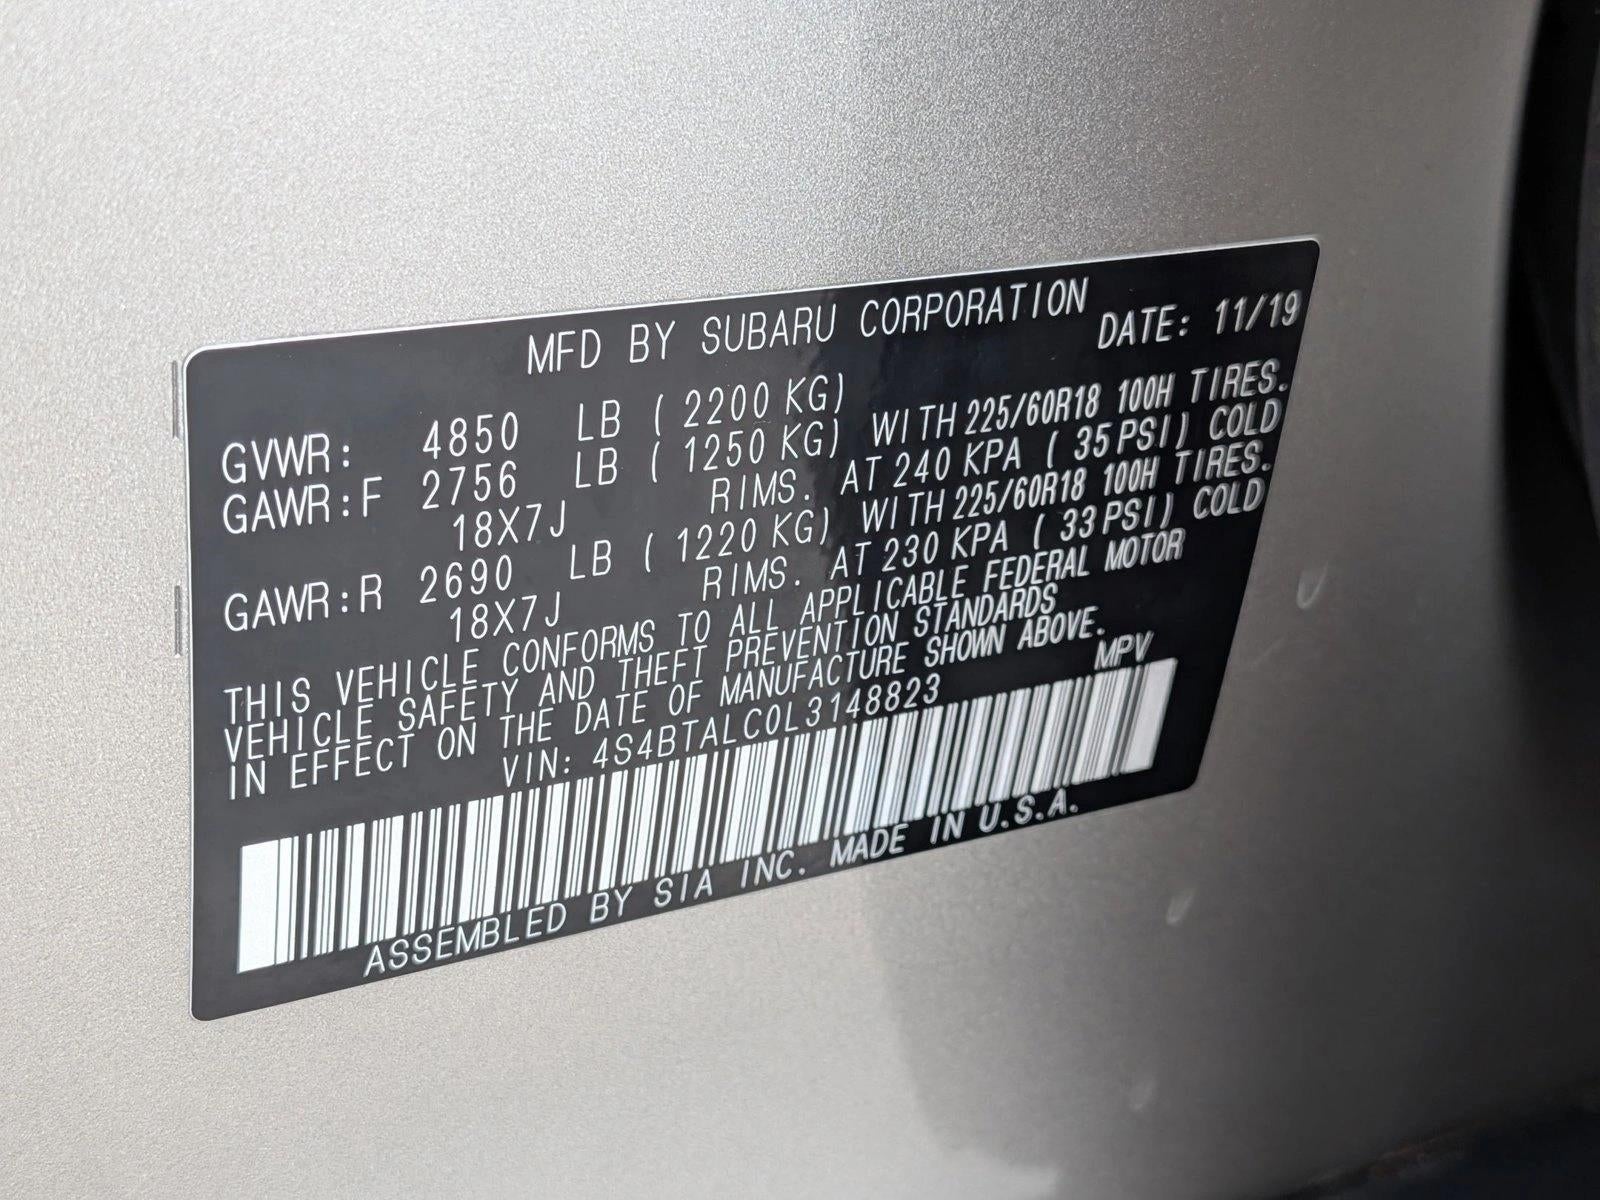 MFD BY SUBARU CORPORATION
DATE: 11/19
GVWR: 4850 LB ( 2200 KG)
GAWR:F 2756 LB ( 1250 KG) WITH 225/60R18 100H TIRES.
18X7J RIMS. AT 240 KPA ( 35 PSI) COLD
GAWR:R 2690 LB ( 1220 KG) WITH 225/60R18 100H TIRES.
18X7J RIMS. AT 230 KPA ( 33 PSI) COLD
THIS VEHICLE CONFORMS TO ALL APPLICABLE FEDERAL MOTOR
VEHICLE SAFETY AND THEFT PREVENTION STANDARDS
IN EFFECT ON THE DATE OF MANUFACTURE SHOWN ABOVE.
VIN: 4S4BTALC0L3148823 MPV
ASSEMBLED BY SIA INC. MADE IN U.S.A.